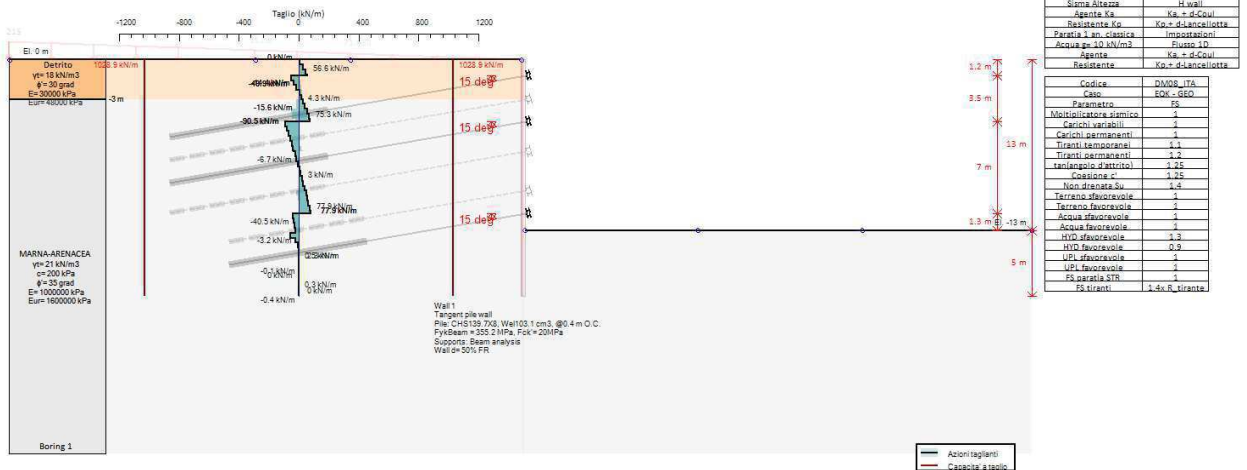 Taglio (kN/m)
-1200 -800 -400 0 400 800 1200
El. 0 m
Detrito
γt= 18 kN/m3
ϕ'= 30 grad
E= 30000 kPa
Eur= 48000 kPa
-3 m
MARNA-ARENACEA
γt= 21 kN/m3
c= 200 kPa
ϕ'= 35 grad
E= 1000000 kPa
Eur= 1600000 kPa
Boring 1
1028.9 kN/m
1028.9 kN/m
0 kN/m
56.6 kN/m
4.3 kN/m
-15.6 kN/m
75.3 kN/m
-90.5 kN/m
-6.7 kN/m
3 kN/m
77.9 kN/m
77.9 kN/m
-40.5 kN/m
-3.2 kN/m
-0.1 kN/m
0 kN/m
0.3 kN/m
0 kN/m
-0.4 kN/m
15 deg
15 deg
15 deg
1.2 m
3.5 m
7 m
1.3 m
13 m
5 m
El. -13 m
Wall 1
Tangent pile wall
Pile: CHS139.7X8, Wel103.1 cm3, @0.4 m O.C.
FykBeam = 355.2 MPa, Fck'= 20MPa
Supports: Beam analysis
Wall d= 50% FR
Sisma Altezza H wall
Agente Ka Ka, + d-Coul
Resistente Kp Kp,+ d-Lancellotta
Paratia 1 an. classica Impostazioni
Acqua g= 10 kN/m3 Flusso 1D
Agente Ka, + d-Coul
Resistente Kp,+ d-Lancellotta
Codice DM08_ITA
Caso EQK - GEO
Parametro FS
Moltiplicatore sismico 1
Carichi variabili 1
Carichi permanenti 1
Tiranti temporanei 1.1
Tiranti permanenti 1.2
tan(angolo d'attrito) 1.25
Coesione c' 1.25
Non drenata Su 1.4
Terreno sfavorevole 1
Terreno favorevole 1
Acqua sfavorevole 1
Acqua favorevole 1
HYD sfavorevole 1.3
HYD favorevole 0.9
UPL sfavorevole 1
UPL favorevole 1
FS paratia STR 1
FS tiranti 1.4x R_tirante
Azioni taglianti
Capacita' a taglio